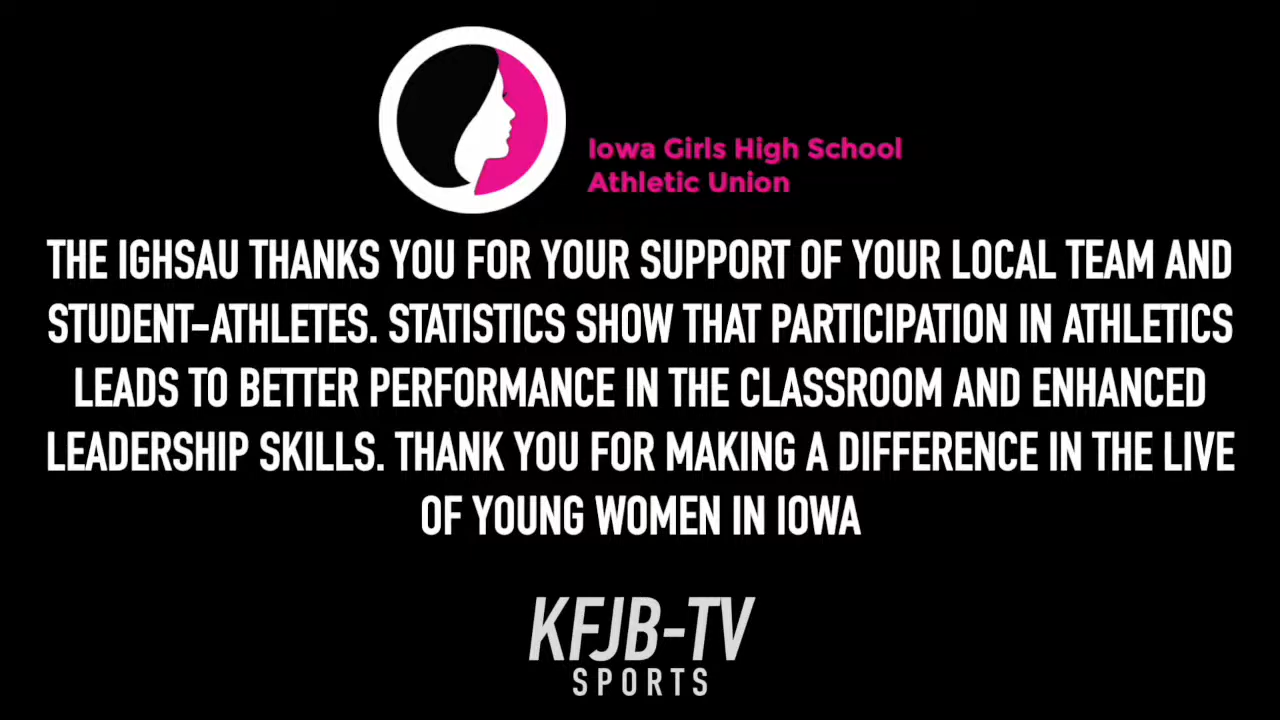 Iowa Girls High School
Athletic Union
THE IGHSAU THANKS YOU FOR YOUR SUPPORT OF YOUR LOCAL TEAM AND
STUDENT-ATHLETES. STATISTICS SHOW THAT PARTICIPATION IN ATHLETICS
LEADS TO BETTER PERFORMANCE IN THE CLASSROOM AND ENHANCED
LEADERSHIP SKILLS. THANK YOU FOR MAKING A DIFFERENCE IN THE LIVE
OF YOUNG WOMEN IN IOWA
KFJB-TV
SPORTS